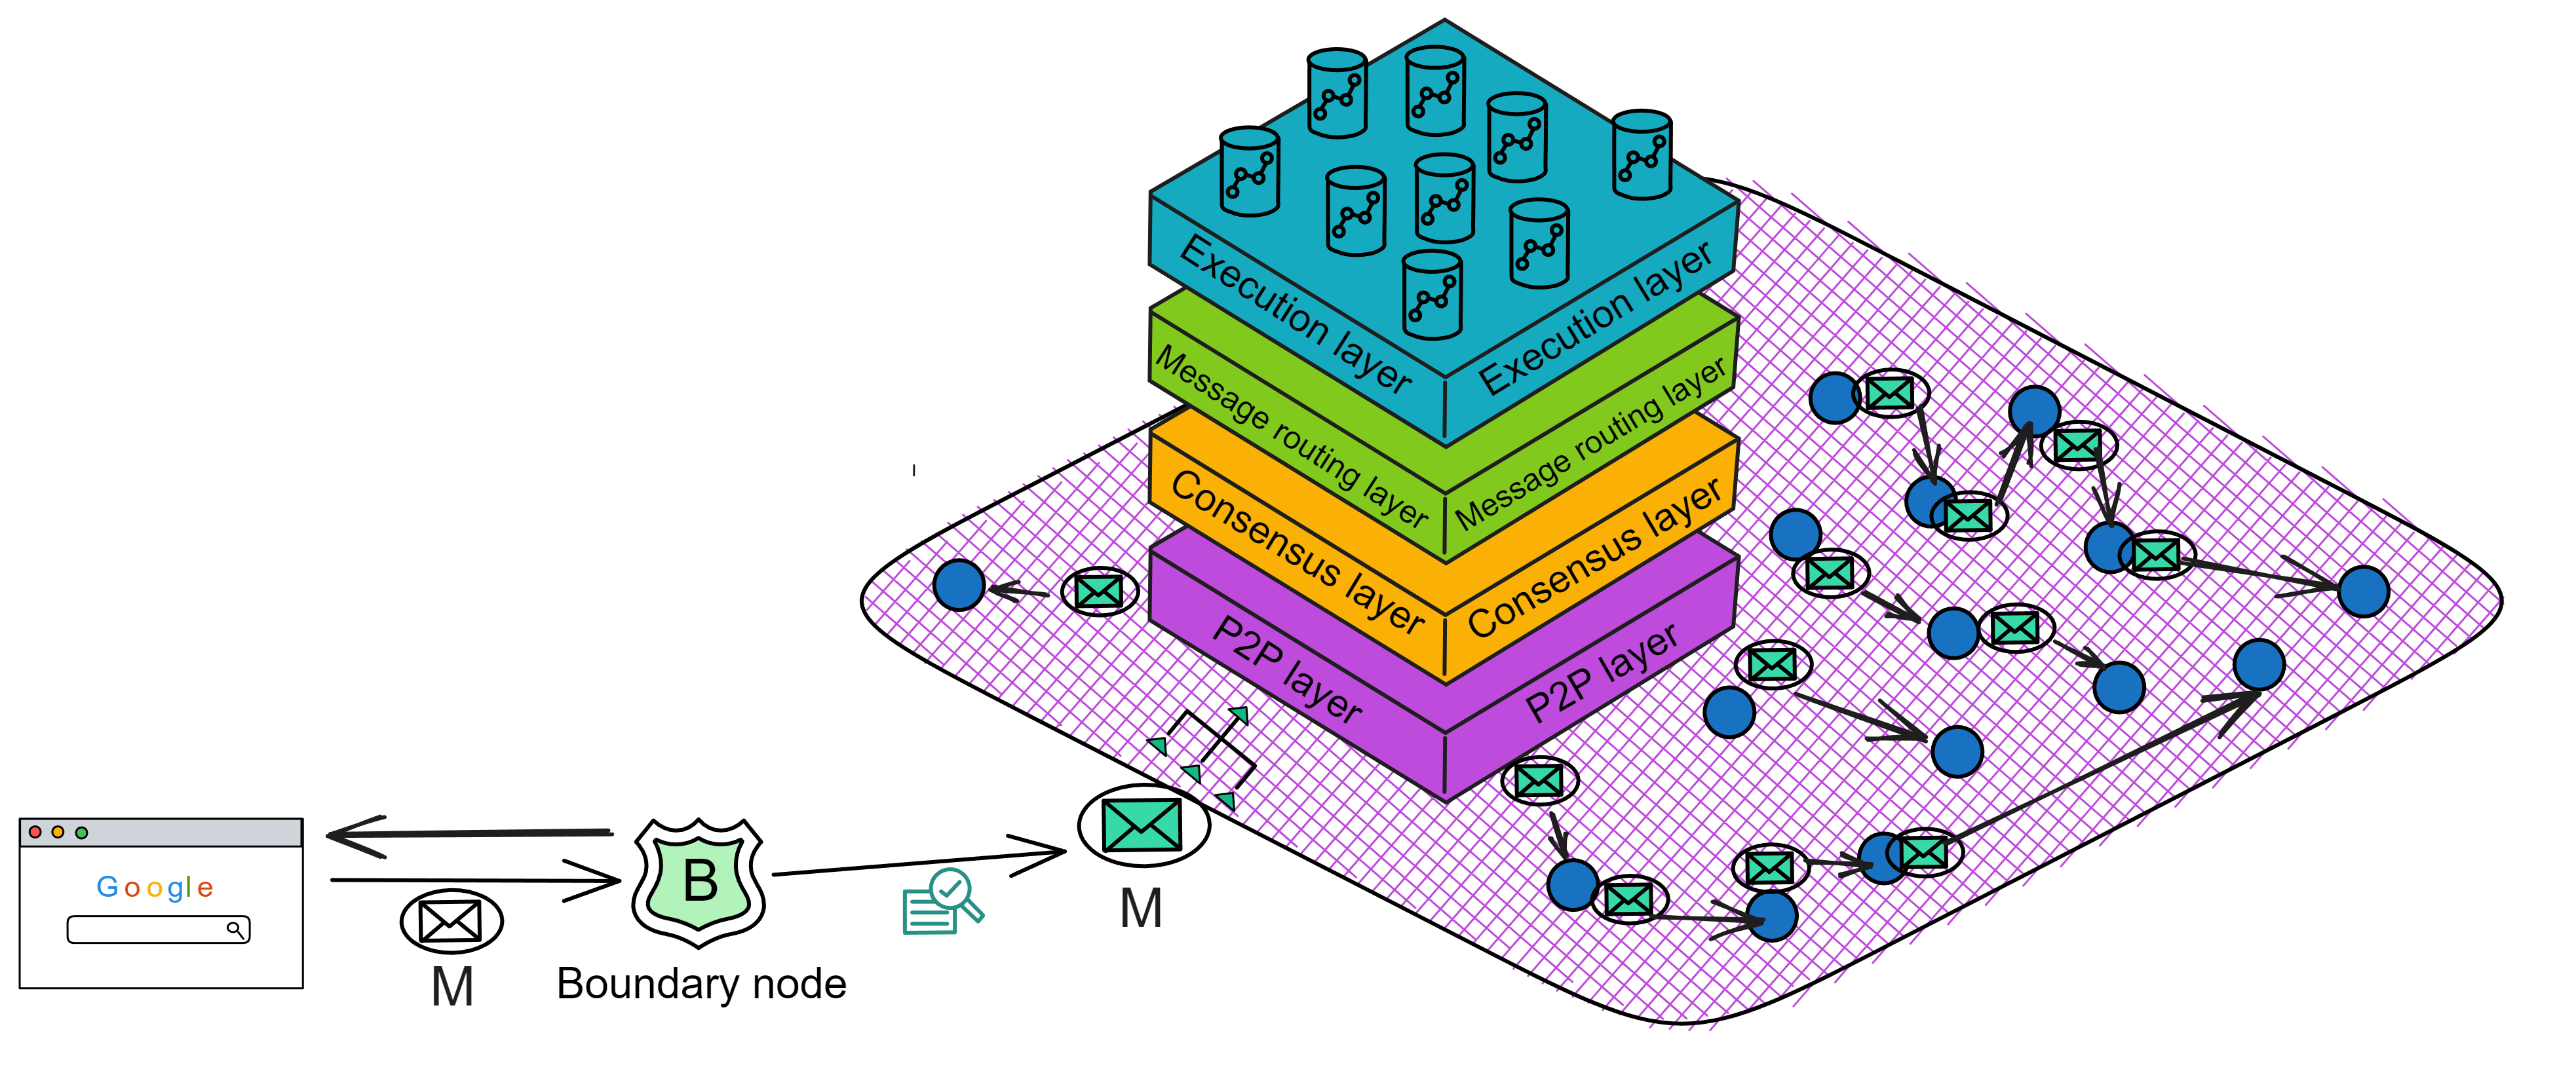 Execution layer
Execution layer
Message routing layer
Message routing layer
Consensus layer
Consensus layer
P2P layer
P2P layer
Google
B
M
M
Boundary node